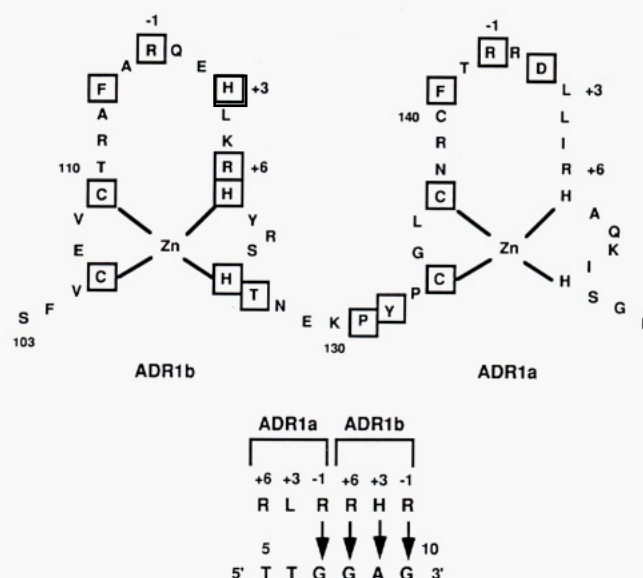 -1
R Q
A E
F H +3
A L
R K
110 T R +6
C H
V Y
R
E Zn S
C H
V T
F N
S E K P Y P
103 130
ADR1b
-1
R R
T D
F L +3
140 C L
R I
N R +6
C H
L A
Q
G Zn K
C I
H
S
G
ADR1a
ADR1a ADR1b
+6 +3 -1 +6 +3 -1
R L R R H R
5 10
5' T T G G A G 3'